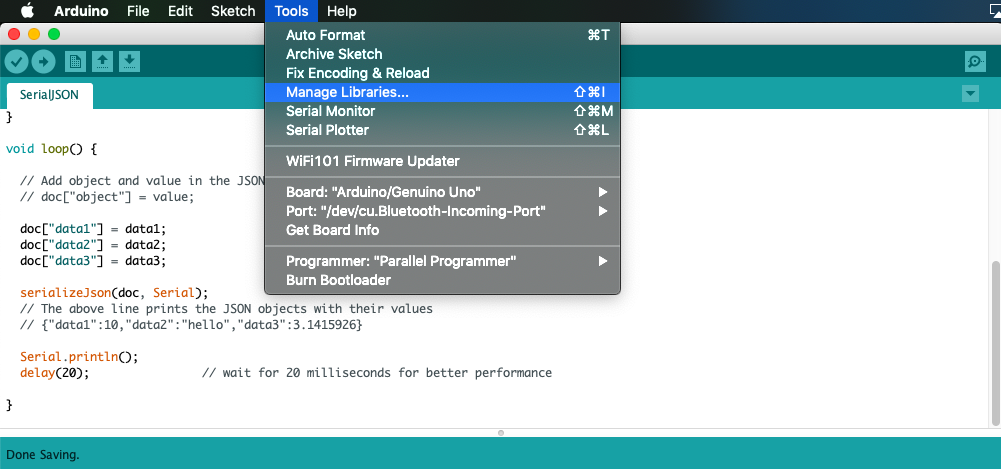 Arduino File Edit Sketch Tools Help
Auto Format ⌘T
Archive Sketch
Fix Encoding & Reload
Manage Libraries... ⇧⌘I
Serial Monitor ⇧⌘M
Serial Plotter ⇧⌘L
WiFi101 Firmware Updater
Board: "Arduino/Genuino Uno"
Port: "/dev/cu.Bluetooth-Incoming-Port"
Get Board Info
Programmer: "Parallel Programmer"
Burn Bootloader
SerialJSON
}
void loop() {
// Add object and value in the JSON
// doc["object"] = value;
doc["data1"] = data1;
doc["data2"] = data2;
doc["data3"] = data3;
serializeJson(doc, Serial);
// The above line prints the JSON objects with their values
// {"data1":10,"data2":"hello","data3":3.1415926}
Serial.println();
delay(20); // wait for 20 milliseconds for better performance
}
Done Saving.